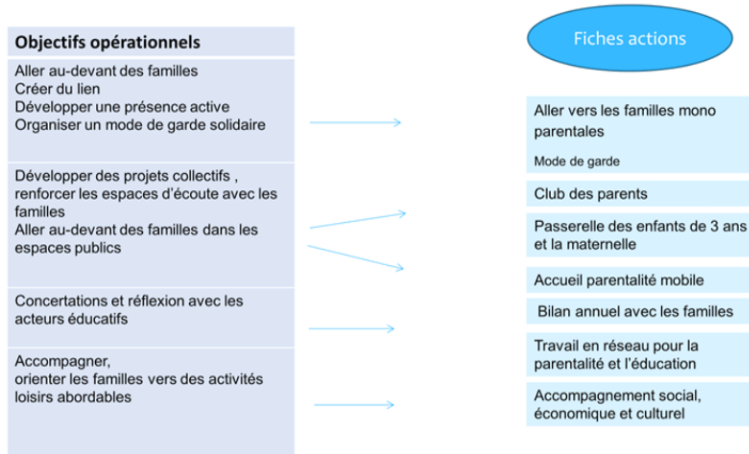 Objectifs opérationnels
Aller au-devant des familles
Créer du lien
Développer une présence active
Organiser un mode de garde solidaire
Développer des projets collectifs ,
renforcer les espaces d'écoute avec les
familles
Aller au-devant des familles dans les
espaces publics
Concertations et réflexion avec les
acteurs éducatifs
Accompagner,
orienter les familles vers des activités
loisirs abordables
Fiches actions
Aller vers les familles mono
parentales
Mode de garde
Club des parents
Passerelle des enfants de 3 ans
et la maternelle
Accueil parentalité mobile
Bilan annuel avec les familles
Travail en réseau pour la
parentalité et l'éducation
Accompagnement social,
économique et culturel